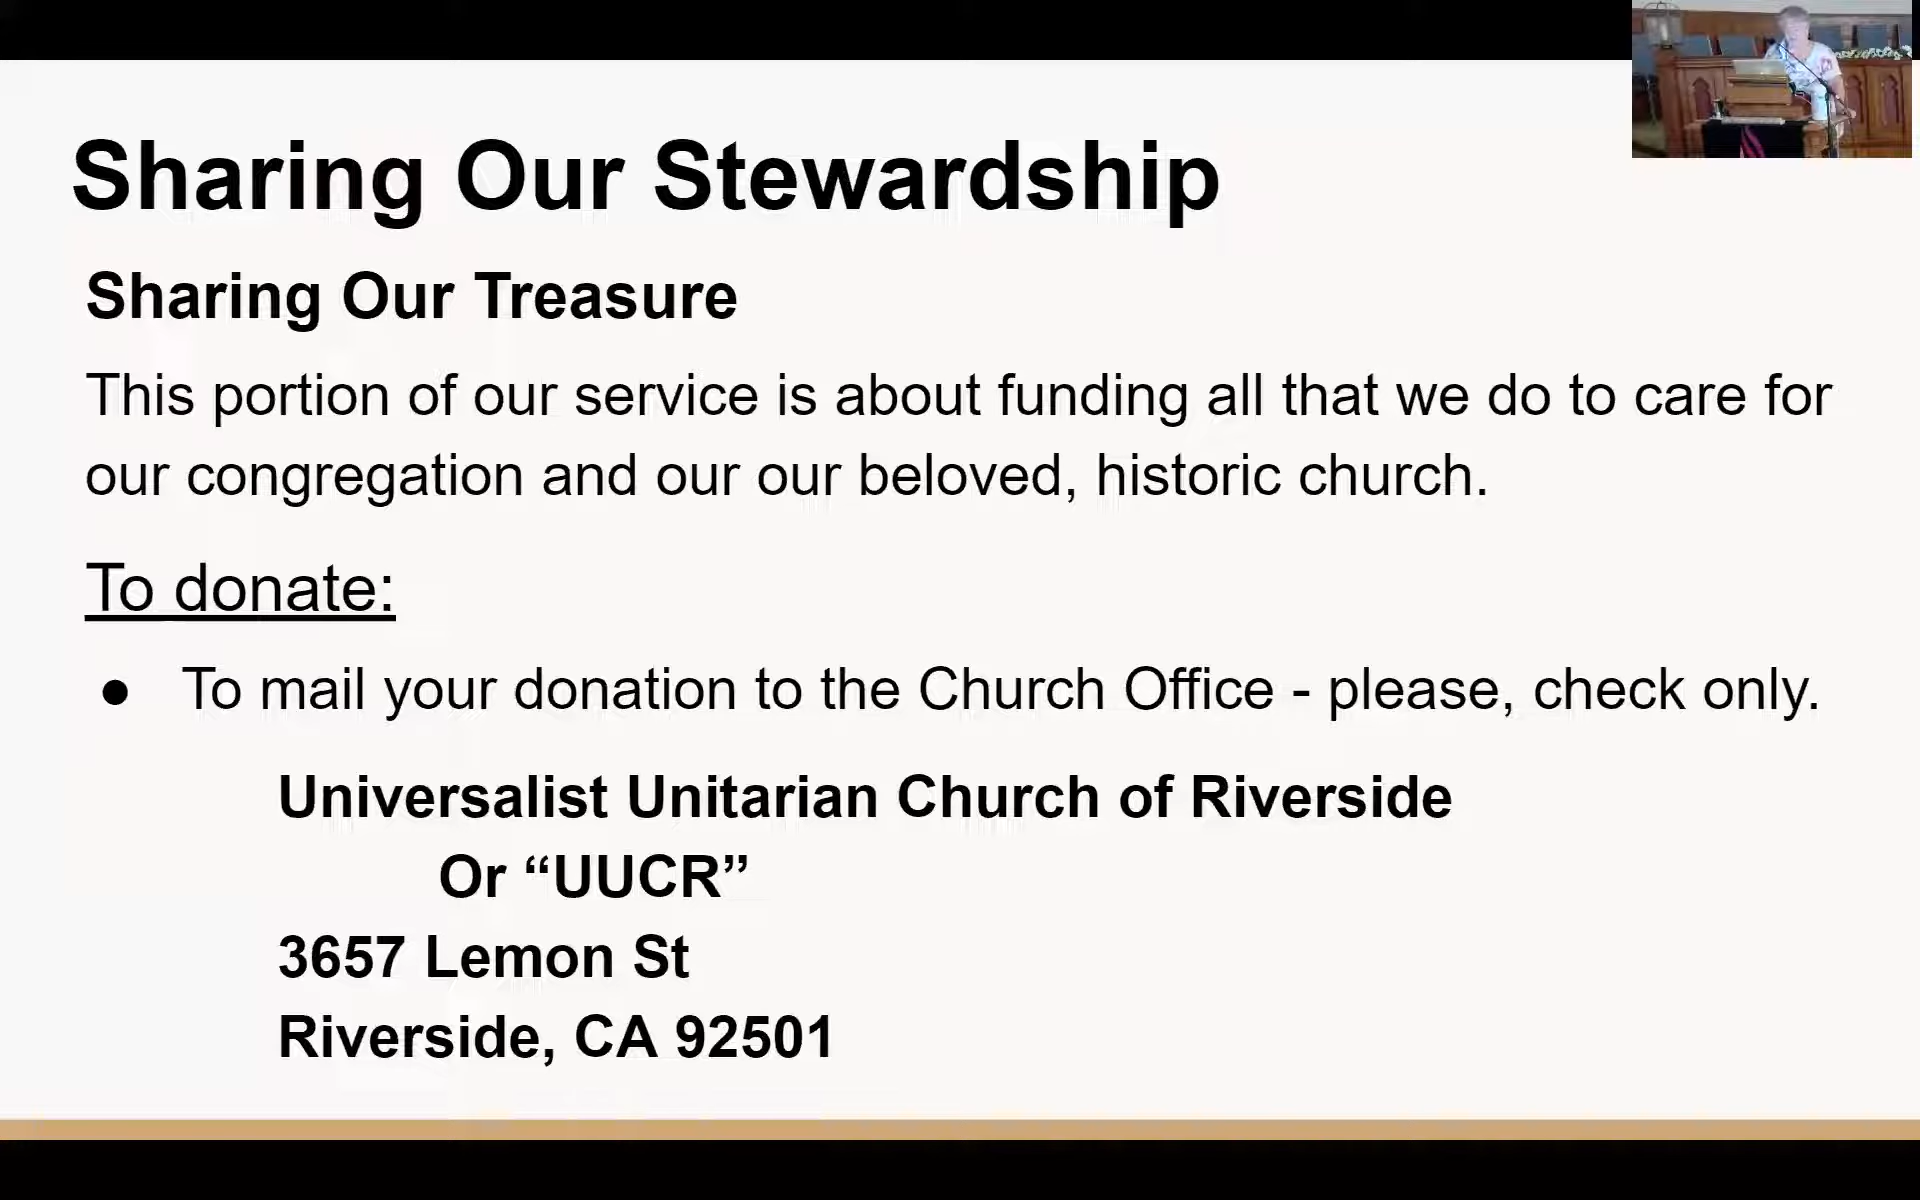 Sharing Our Stewardship
Sharing Our Treasure
This portion of our service is about funding all that we do to care for
our congregation and our our beloved, historic church.
To donate:
● To mail your donation to the Church Office - please, check only.
Universalist Unitarian Church of Riverside
Or “UUCR”
3657 Lemon St
Riverside, CA 92501